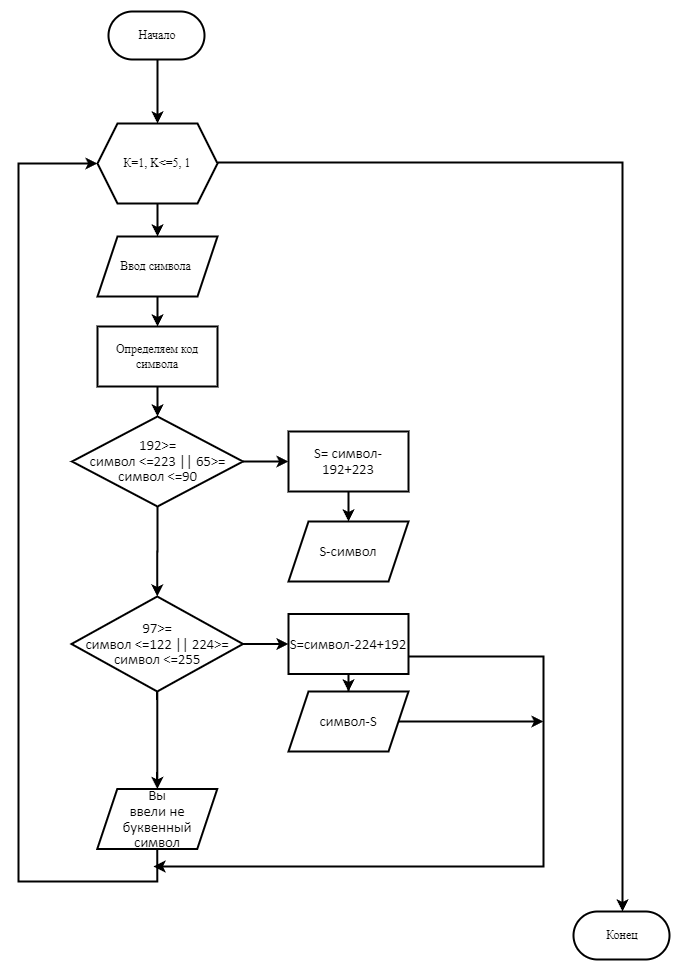 Начало
K=1, K<=5, 1
Ввод символа
Определяем код
символа
192>=
символ <=223 || 65>=
символ <=90
S= символ-
192+223
S-символ
97>=
символ <=122 || 224>=
символ <=255
S=символ-224+192
символ-S
Вы
ввели не
буквенный
символ
Конец